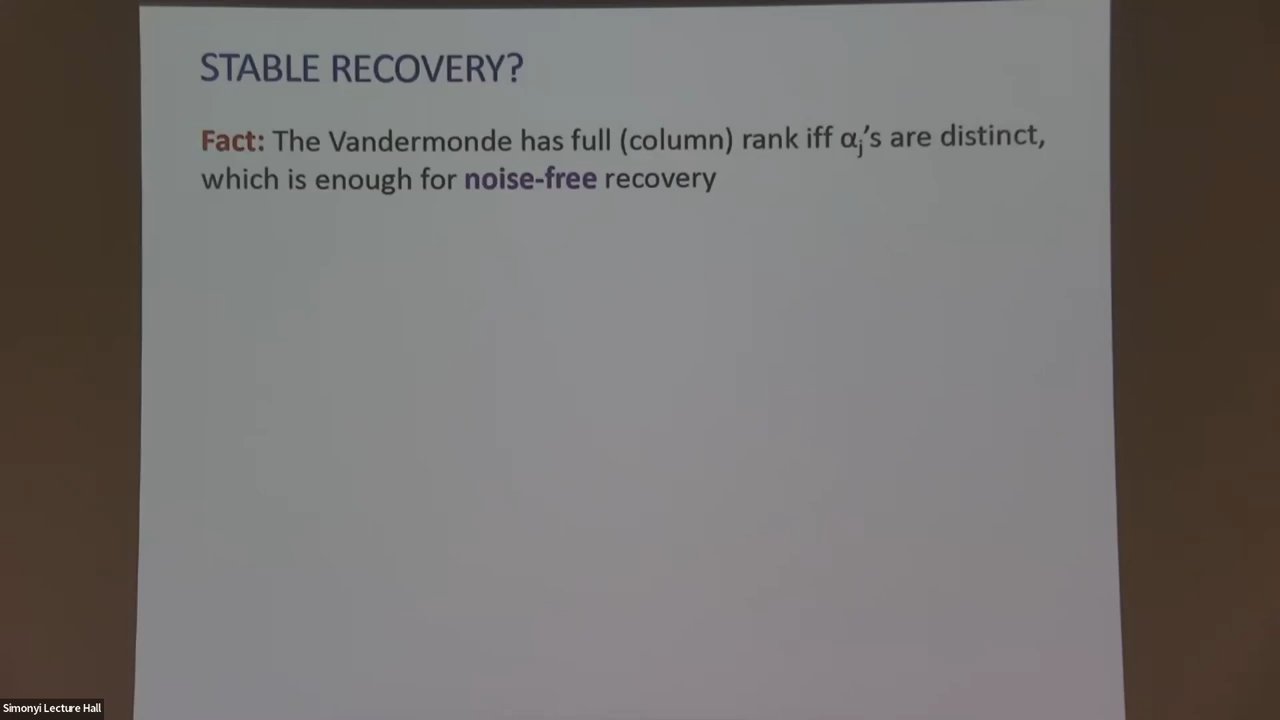 STABLE RECOVERY?
Fact: The Vandermonde has full (column) rank iff αⱼ's are distinct,
which is enough for noise-free recovery
Simonyi Lecture Hall